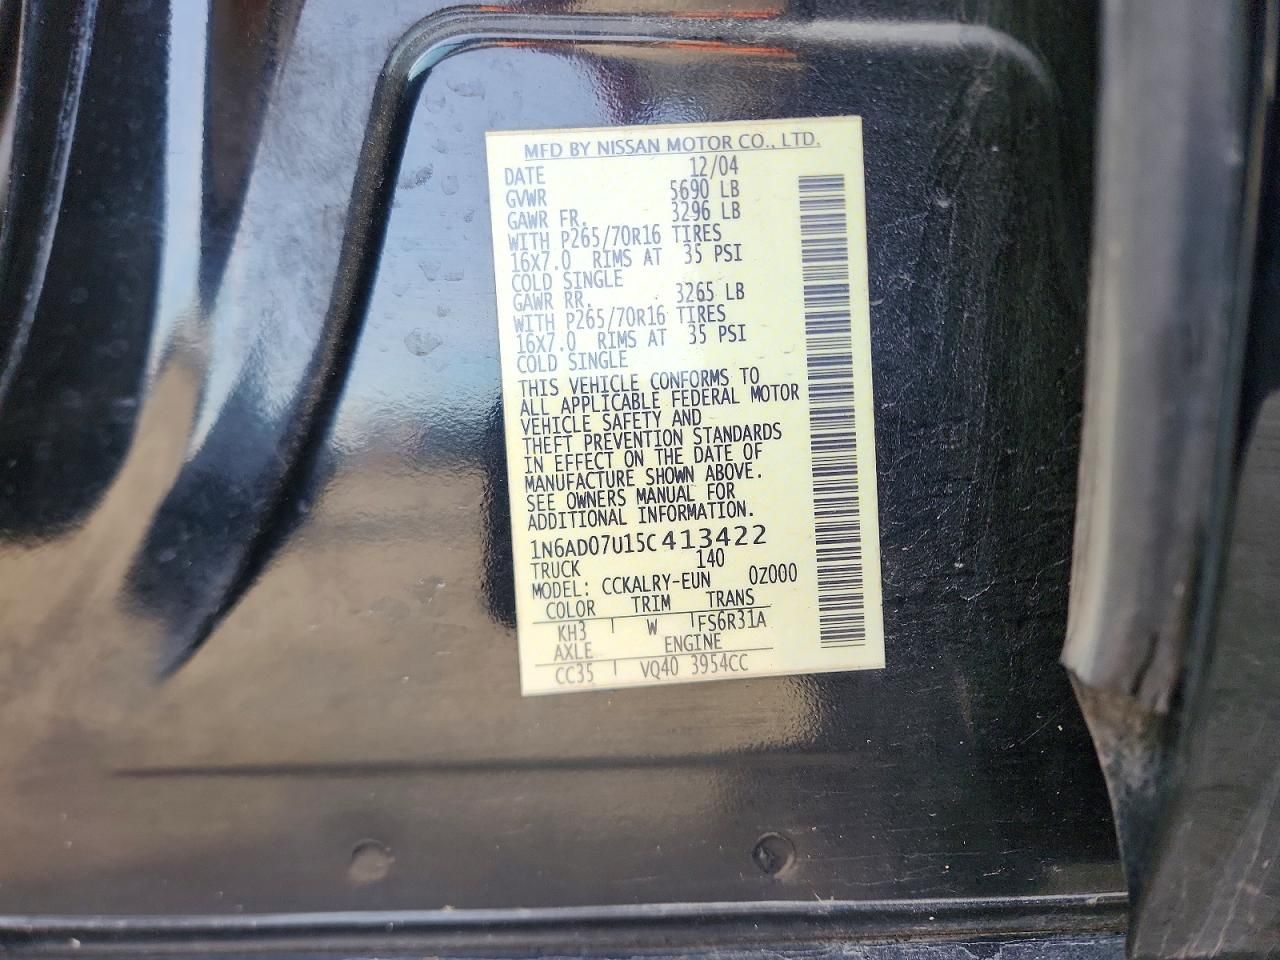 MFD BY NISSAN MOTOR CO., LTD.
DATE 12/04
GVWR 5690 LB
GAWR FR. 3296 LB
WITH P265/70R16 TIRES
16X7.0 RIMS AT 35 PSI
COLD SINGLE
GAWR RR. 3265 LB
WITH P265/70R16 TIRES
16X7.0 RIMS AT 35 PSI
COLD SINGLE
THIS VEHICLE CONFORMS TO
ALL APPLICABLE FEDERAL MOTOR
VEHICLE SAFETY AND
THEFT PREVENTION STANDARDS
IN EFFECT ON THE DATE OF
MANUFACTURE SHOWN ABOVE.
SEE OWNERS MANUAL FOR
ADDITIONAL INFORMATION.
1N6AD07U15C413422
TRUCK 140
MODEL: CCKALRY-EUN 0Z000
COLOR TRIM TRANS
KH3 W FS6R31A
AXLE ENGINE
CC35 VQ40 3954CC